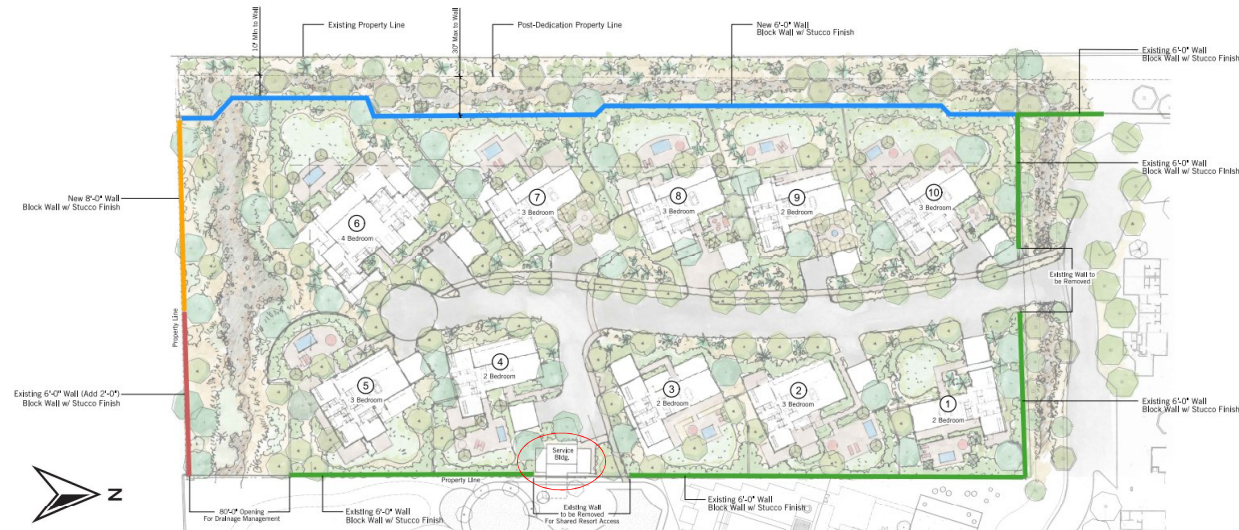 10' Min to Wall
Existing Property Line
30' Max to Wall
Post-Dedication Property Line
New 6'-0" Wall
Block Wall w/ Stucco Finish
Existing 6'-0" Wall
Block Wall w/ Stucco Finish
Existing 6'-0" Wall
Block Wall w/ Stucco Finish
New 8'-0" Wall
Block Wall w/ Stucco Finish
6
4 Bedroom
7
3 Bedroom
8
3 Bedroom
9
2 Bedroom
10
3 Bedroom
Existing Wall to
be Removed
Property Line
Existing 6'-0" Wall (Add 2'-0")
Block Wall w/ Stucco Finish
5
3 Bedroom
4
2 Bedroom
3
2 Bedroom
2
3 Bedroom
1
2 Bedroom
Existing 6'-0" Wall
Block Wall w/ Stucco Finish
Service
Bldg.
Property Line
N
80'-0" Opening
For Drainage Management
Existing 6'-0" Wall
Block Wall w/ Stucco Finish
Existing Wall
to be Removed
For Shared Resort Access
Existing 6'-0" Wall
Block Wall w/ Stucco Finish